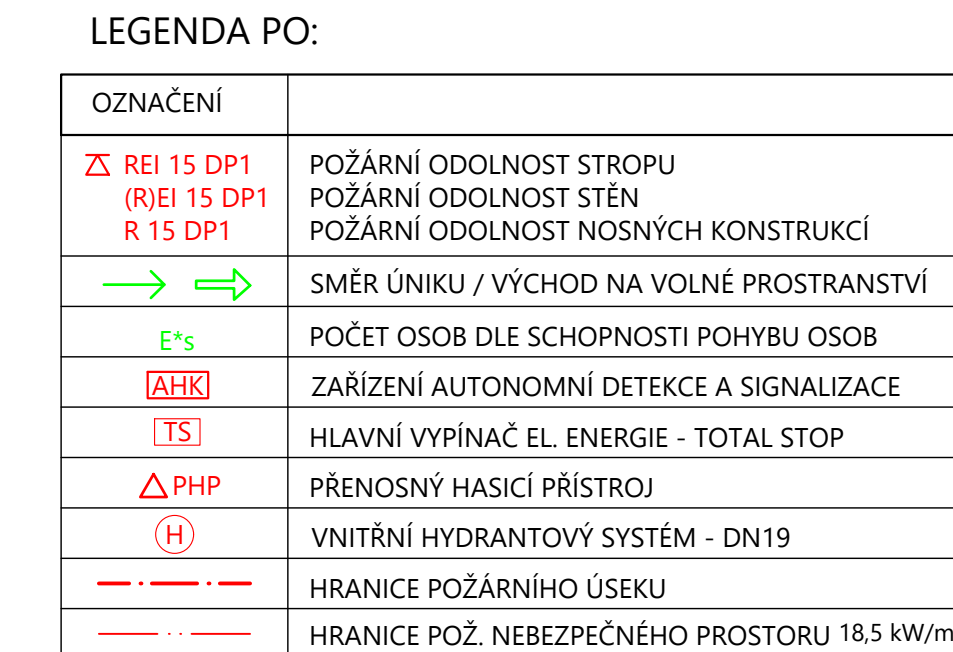 LEGENDA PO:
OZNAČENÍ
REI 15 DP1 POŽÁRNÍ ODOLNOST STROPU
(R)EI 15 DP1 POŽÁRNÍ ODOLNOST STĚN
R 15 DP1 POŽÁRNÍ ODOLNOST NOSNÝCH KONSTRUKCÍ
SMĚR ÚNIKU / VÝCHOD NA VOLNÉ PROSTRANSTVÍ
E*s POČET OSOB DLE SCHOPNOSTI POHYBU OSOB
AHK ZAŘÍZENÍ AUTONOMNÍ DETEKCE A SIGNALIZACE
TS HLAVNÍ VYPÍNAČ EL. ENERGIE - TOTAL STOP
PHP PŘENOSNÝ HASICÍ PŘÍSTROJ
H VNITŘNÍ HYDRANTOVÝ SYSTÉM - DN19
HRANICE POŽÁRNÍHO ÚSEKU
HRANICE POŽ. NEBEZPEČNÉHO PROSTORU 18,5 kW/m